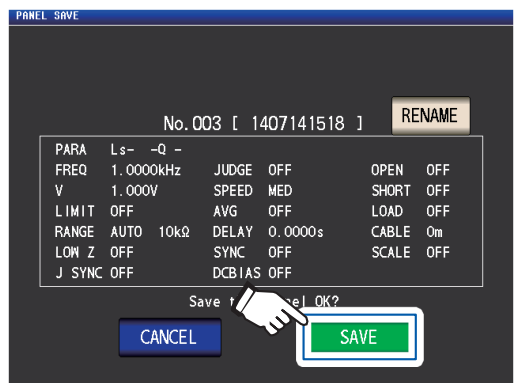 PANEL SAVE
No.003 [ 1407141518 ]
RENAME
PARA Ls- -Q -
FREQ 1.0000kHz JUDGE OFF OPEN OFF
V 1.000V SPEED MED SHORT OFF
LIMIT OFF AVG OFF LOAD OFF
RANGE AUTO 10kΩ DELAY 0.0000s CABLE 0m
LOW Z OFF SYNC OFF SCALE OFF
J SYNC OFF DCBIAS OFF
Save OK?
CANCEL SAVE